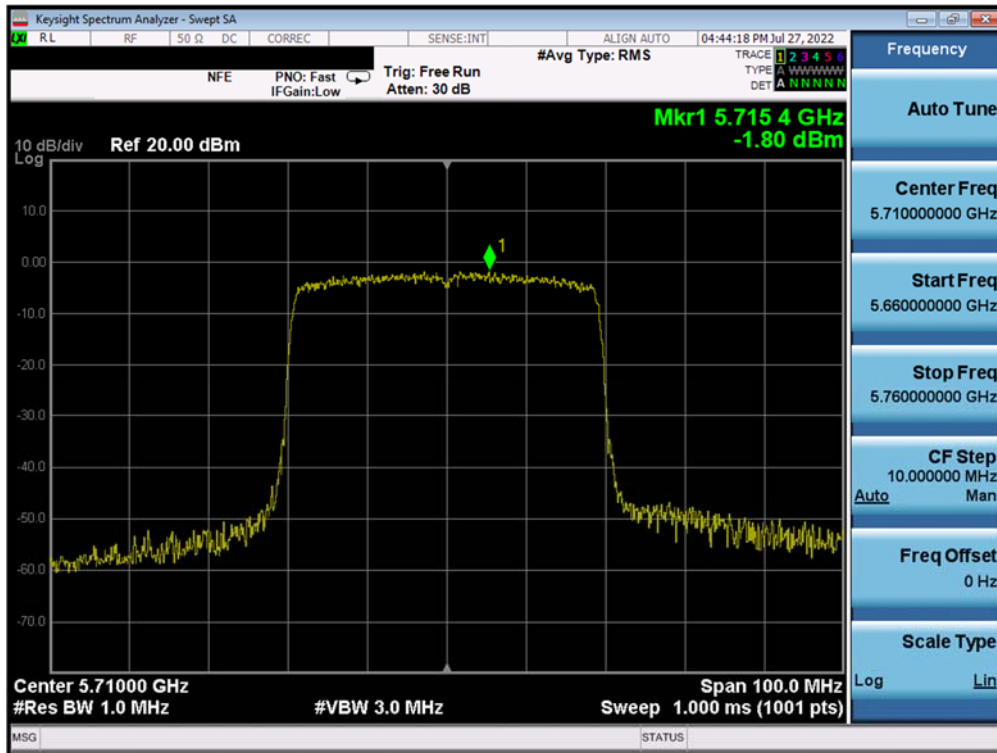 Keysight Spectrum Analyzer - Swept SA
LXI RL RF 50 Ω DC CORREC SENSE:INT ALIGN AUTO 04:44:18 PM Jul 27, 2022
NFE PNO: Fast Trig: Free Run #Avg Type: RMS TRACE 1 2 3 4 5 6
IFGain:Low Atten: 30 dB TYPE A WWWWW
DET A N N N N N
Mkr1 5.715 4 GHz
-1.80 dBm
10 dB/div Ref 20.00 dBm
Log
10.0
0.00
-10.0
-20.0
-30.0
-40.0
-50.0
-60.0
-70.0
1
Center 5.71000 GHz Span 100.0 MHz
#Res BW 1.0 MHz #VBW 3.0 MHz Sweep 1.000 ms (1001 pts)
MSG STATUS
Frequency
Auto Tune
Center Freq
5.710000000 GHz
Start Freq
5.660000000 GHz
Stop Freq
5.760000000 GHz
CF Step
10.000000 MHz
Auto Man
Freq Offset
0 Hz
Scale Type
Log Lin